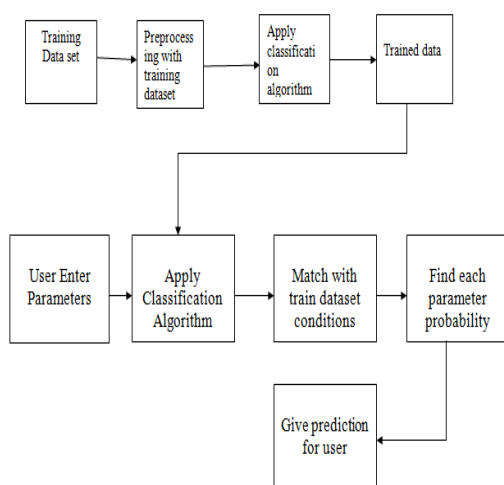 Training
Data set
Preprocess
ing with
training
dataset
Apply
classificati
on
algorithm
Trained data
User Enter
Parameters
Apply
Classification
Algorithm
Match with
train dataset
conditions
Find each
parameter
probability
Give prediction
for user